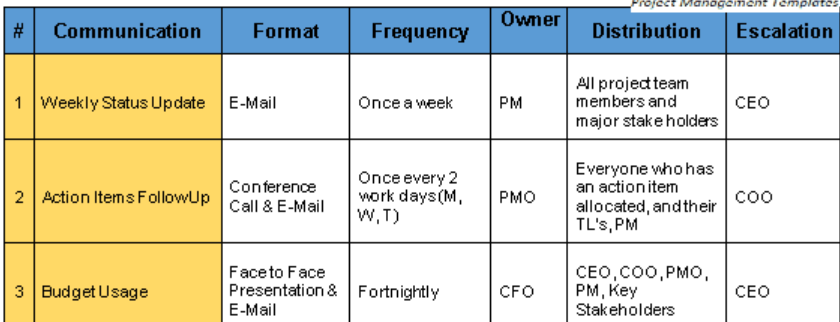 Project Management Templates
# Communication Format Frequency Owner Distribution Escalation
1 Weekly Status Update E-Mail Once a week PM All project team
members and
major stake holders CEO
2 Action Items FollowUp Conference
Call & E-Mail Once every 2
work days (M,
W, T) PMO Everyone who has
an action item
allocated, and their
TL's, PM COO
3 Budget Usage Face to Face
Presentation &
E-Mail Fortnightly CFO CEO, COO, PMO,
PM, Key
Stakeholders CEO